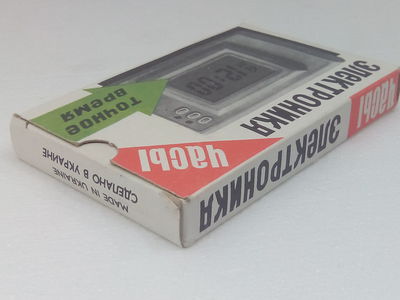 ТОЧНОЕ
ВРЕМЯ
ЧАСЫ
ЭЛЕКТРОНИКА
ЧАСЫ
ЭЛЕКТРОНИКА
СДЕЛАНО В УКРАИНЕ
MADE IN UKRAINE